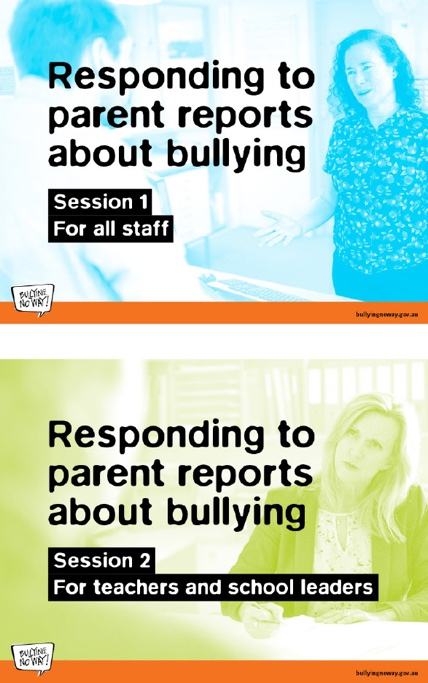 Responding to
parent reports
about bullying
Session 1
For all staff
BULLYING.
NO WAY!
bullyingnoway.gov.au
Responding to
parent reports
about bullying
Session 2
For teachers and school leaders
BULLYING.
NO WAY!
bullyingnoway.gov.au